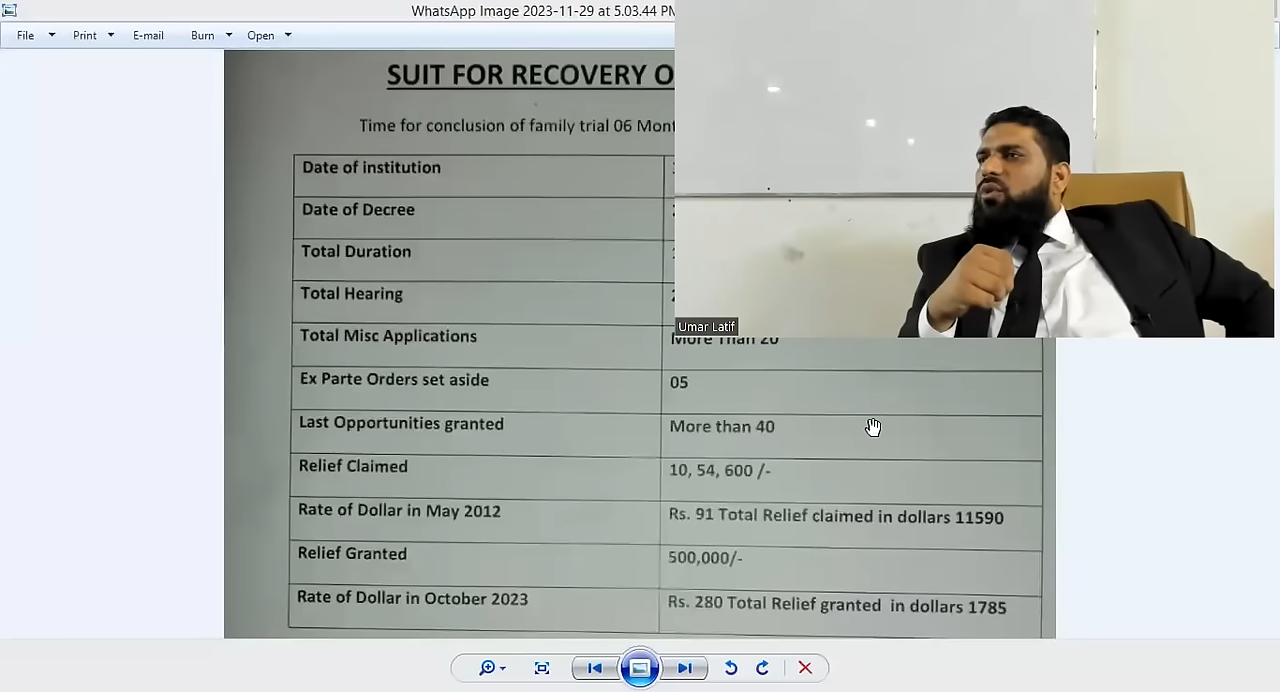 WhatsApp Image 2023-11-29 at 5.03.44 PM
File Print E-mail Burn Open
SUIT FOR RECOVERY O
Time for conclusion of family trial 06 Mon
Date of institution
Date of Decree
Total Duration
Total Hearing
Umar Latif
Total Misc Applications More Than 20
Ex Parte Orders set aside 05
Last Opportunities granted More than 40
Relief Claimed 10, 54, 600 /-
Rate of Dollar in May 2012 Rs. 91 Total Relief claimed in dollars 11590
Relief Granted 500,000/-
Rate of Dollar in October 2023 Rs. 280 Total Relief granted in dollars 1785